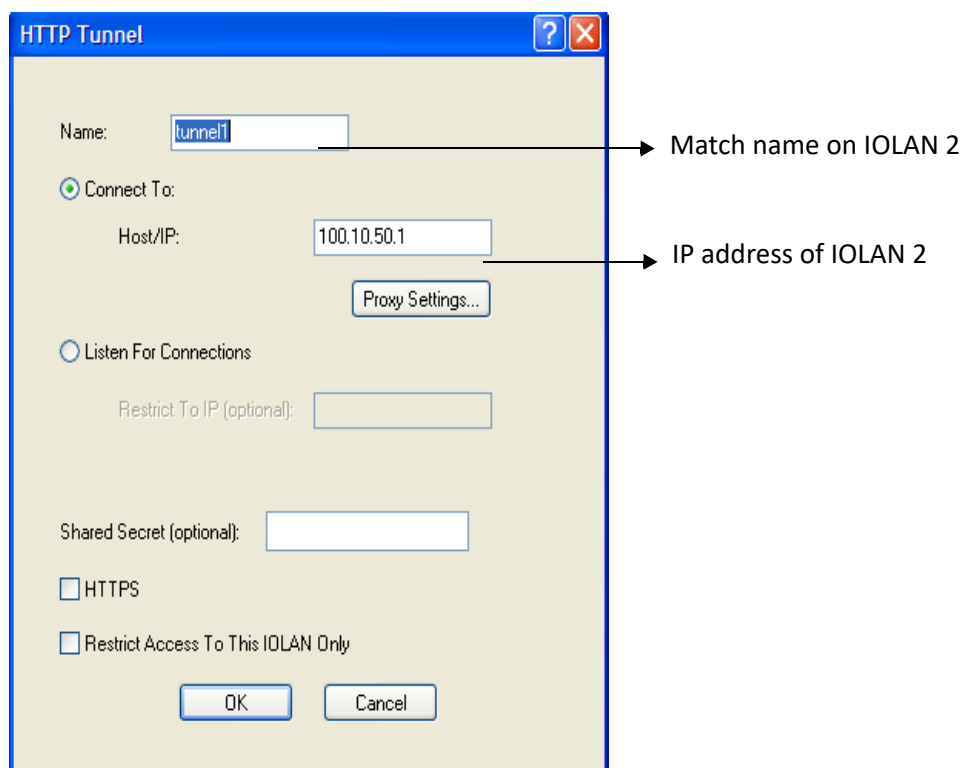 HTTP Tunnel
Name: tunnel1
Match name on IOLAN 2
Connect To:
Host/IP: 100.10.50.1
IP address of IOLAN 2
Proxy Settings...
Listen For Connections
Restrict To IP (optional):
Shared Secret (optional):
HTTPS
Restrict Access To This IOLAN Only
OK Cancel